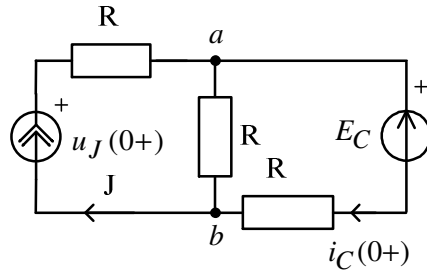 R
a
+
+
u_J(0+)
R
E_C
R
J
b
i_C(0+)